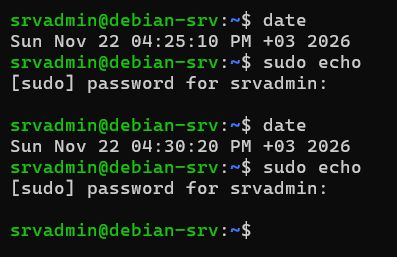 srvadmin@debian-srv:~$ date
Sun Nov 22 04:25:10 PM +03 2026
srvadmin@debian-srv:~$ sudo echo
[sudo] password for srvadmin:

srvadmin@debian-srv:~$ date
Sun Nov 22 04:30:20 PM +03 2026
srvadmin@debian-srv:~$ sudo echo
[sudo] password for srvadmin:

srvadmin@debian-srv:~$